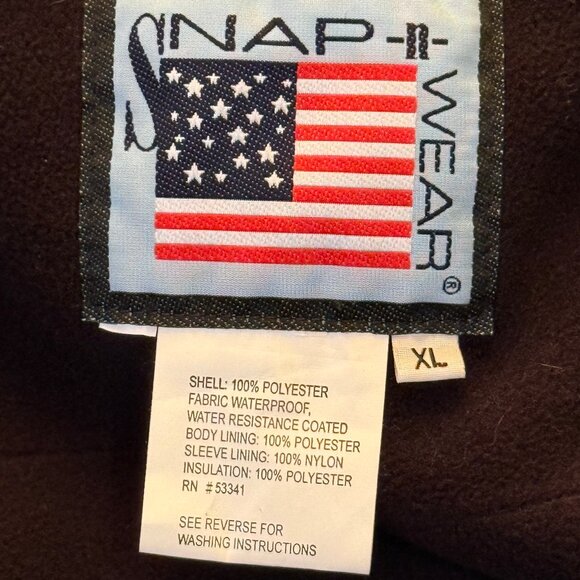 SNAP-n-
WEAR®
XL
SHELL: 100% POLYESTER
FABRIC WATERPROOF,
WATER RESISTANCE COATED
BODY LINING: 100% POLYESTER
SLEEVE LINING: 100% NYLON
INSULATION: 100% POLYESTER
RN # 53341
SEE REVERSE FOR
WASHING INSTRUCTIONS